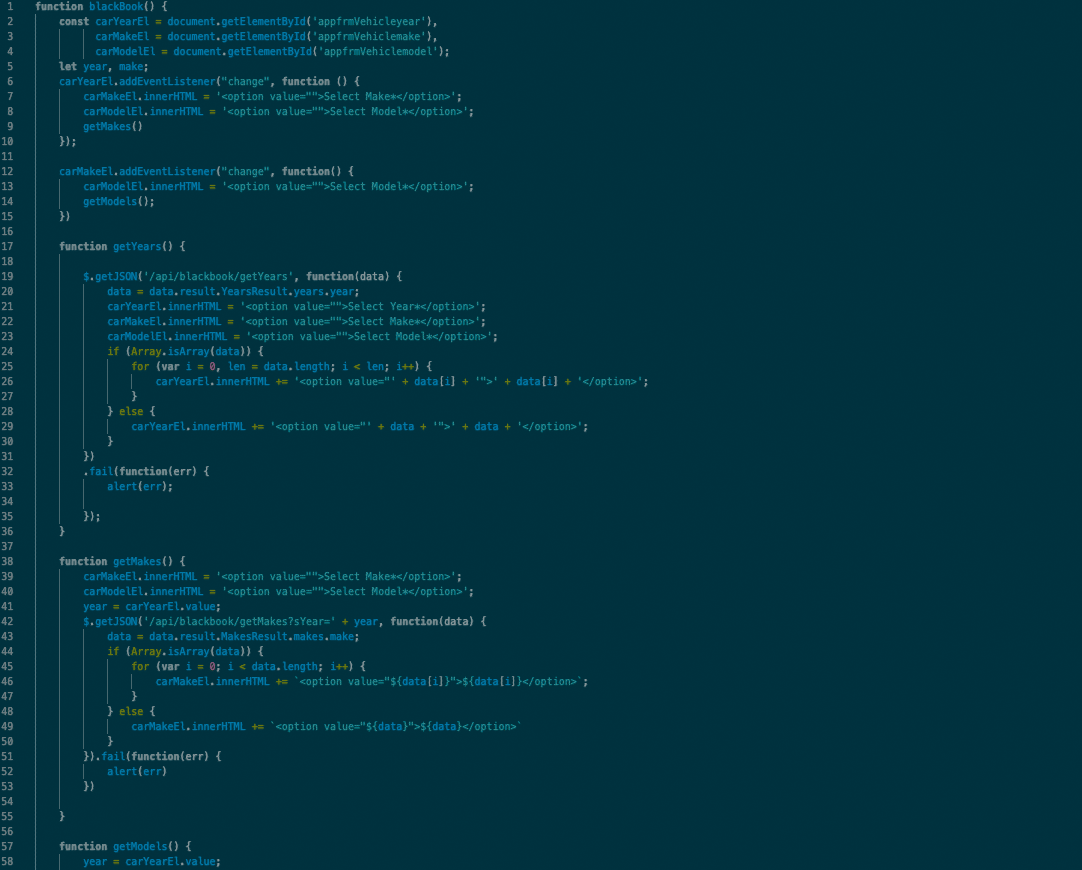 1 function blackBook() {
2 const carYearEl = document.getElementById('appfrmVehicleyear'),
3 carMakeEl = document.getElementById('appfrmVehiclemake'),
4 carModelEl = document.getElementById('appfrmVehiclemodel');
5 let year, make;
6 carYearEl.addEventListener("change", function () {
7 carMakeEl.innerHTML = '<option value="">Select Make*</option>';
8 carModelEl.innerHTML = '<option value="">Select Model*</option>';
9 getMakes()
10 });
11
12 carMakeEl.addEventListener("change", function() {
13 carModelEl.innerHTML = '<option value="">Select Model*</option>';
14 getModels();
15 })
16
17 function getYears() {
18
19 $.getJSON('/api/blackbook/getYears', function(data) {
20 data = data.result.YearsResult.years.year;
21 carYearEl.innerHTML = '<option value="">Select Year*</option>';
22 carMakeEl.innerHTML = '<option value="">Select Make*</option>';
23 carModelEl.innerHTML = '<option value="">Select Model*</option>';
24 if (Array.isArray(data)) {
25 for (var i = 0, len = data.length; i < len; i++) {
26 carYearEl.innerHTML += '<option value="' + data[i] + '">' + data[i] + '</option>';
27 }
28 } else {
29 carYearEl.innerHTML += '<option value="' + data + '">' + data + '</option>';
30 }
31 })
32 .fail(function(err) {
33 alert(err);
34
35 });
36 }
37
38 function getMakes() {
39 carMakeEl.innerHTML = '<option value="">Select Make*</option>';
40 carModelEl.innerHTML = '<option value="">Select Model*</option>';
41 year = carYearEl.value;
42 $.getJSON('/api/blackbook/getMakes?sYear=' + year, function(data) {
43 data = data.result.MakesResult.makes.make;
44 if (Array.isArray(data)) {
45 for (var i = 0; i < data.length; i++) {
46 carMakeEl.innerHTML += `<option value="${data[i]}">${data[i]}</option>`;
47 }
48 } else {
49 carMakeEl.innerHTML += `<option value="${data}">${data}</option>`
50 }
51 }).fail(function(err) {
52 alert(err)
53 })
54
55 }
56
57 function getModels() {
58 year = carYearEl.value;